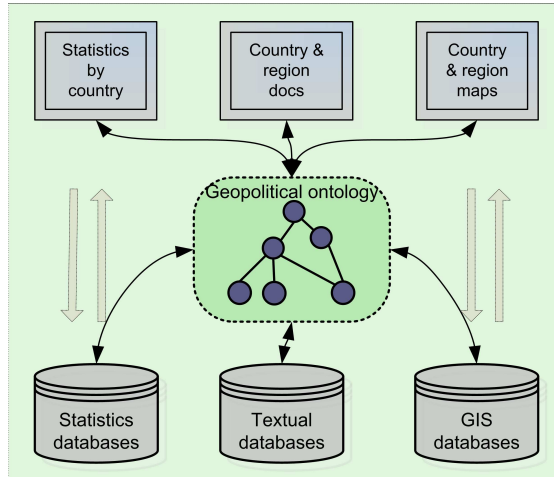 Statistics
by
country
Country &
region
docs
Country
& region
maps
Geopolitical ontology
Statistics
databases
Textual
databases
GIS
databases